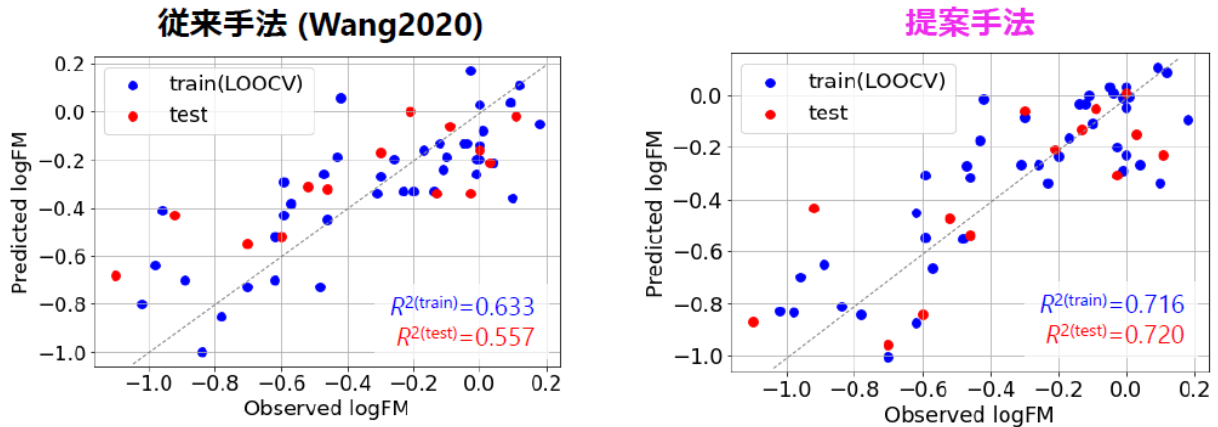 従来手法 (Wang2020)
0.2
0.0
−0.2
−0.4
−0.6
−0.8
−1.0
Predicted logFM
train(LOOCV)
test
R²⁽ᵗʳᵃⁱⁿ⁾=0.633
R²⁽ᵗᵉˢᵗ⁾=0.557
−1.0 −0.8 −0.6 −0.4 −0.2 0.0 0.2
Observed logFM
提案手法
0.0
−0.2
−0.4
−0.6
−0.8
−1.0
Predicted logFM
train(LOOCV)
test
R²⁽ᵗʳᵃⁱⁿ⁾=0.716
R²⁽ᵗᵉˢᵗ⁾=0.720
−1.0 −0.8 −0.6 −0.4 −0.2 0.0 0.2
Observed logFM